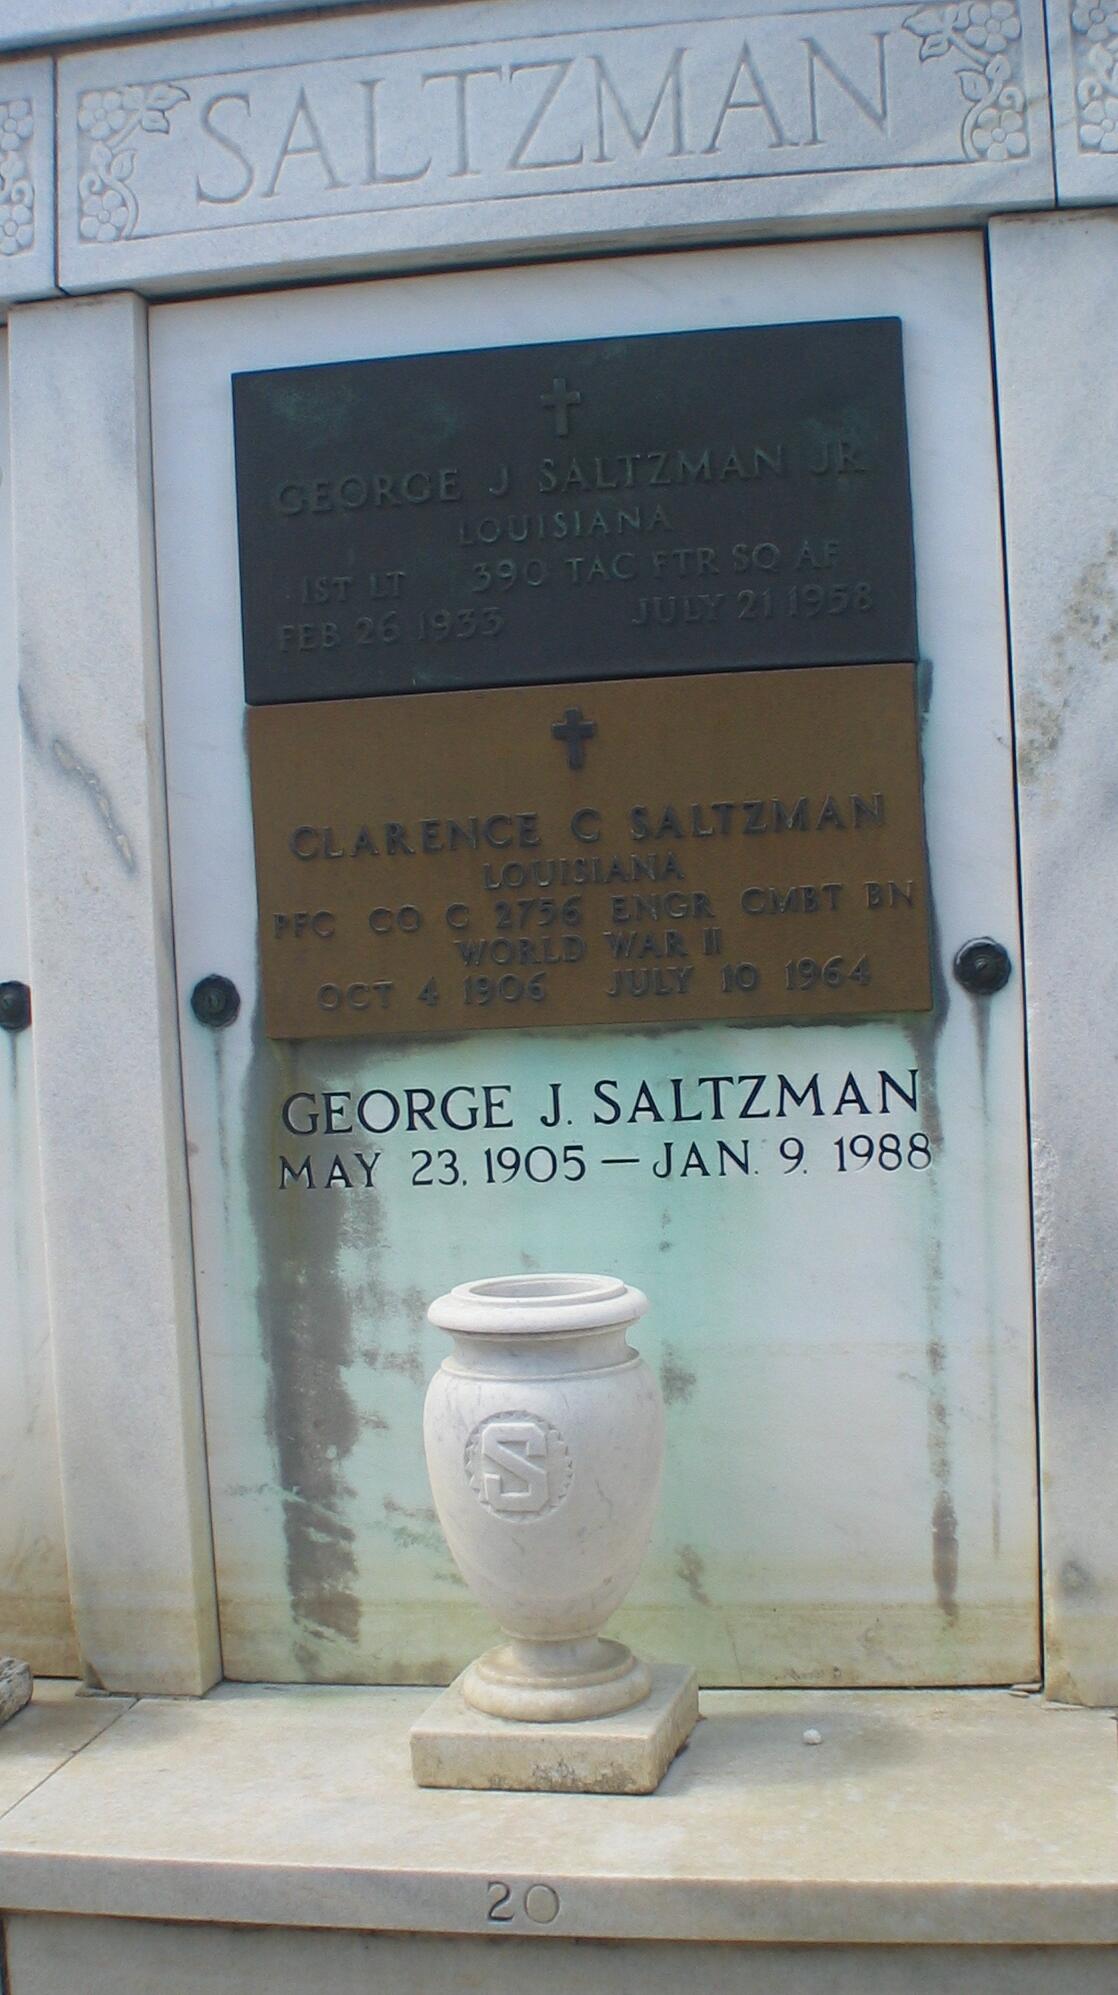 SALTZMAN
GEORGE J SALTZMAN JR
LOUISIANA
1ST LT 390 TAC FTR SQ AF
FEB 26 1933 JULY 21 1958
CLARENCE C SALTZMAN
LOUISIANA
PFC CO C 2756 ENGR CMBT BN
WORLD WAR II
OCT 4 1906 JULY 10 1964
GEORGE J. SALTZMAN
MAY 23, 1905 — JAN. 9, 1988
S
20